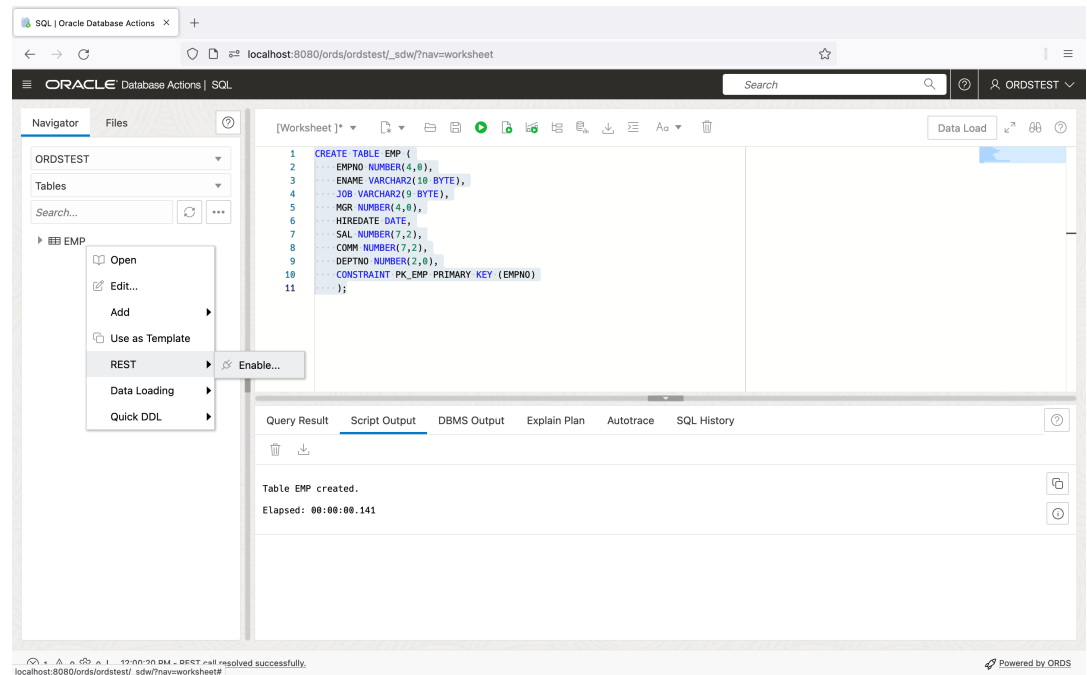 SQL | Oracle Database Actions
localhost:8080/ords/ordstest/_sdw/?nav=worksheet
ORACLE Database Actions | SQL
Search
ORDSTEST
Navigator Files
ORDSTEST
Tables
Search...
EMP
Open
Edit...
Add
Use as Template
REST
Enable...
Data Loading
Quick DDL
[Worksheet ]*
Aa
Data Load
1 CREATE TABLE EMP (
2 EMPNO NUMBER(4,0),
3 ENAME VARCHAR2(10 BYTE),
4 JOB VARCHAR2(9 BYTE),
5 MGR NUMBER(4,0),
6 HIREDATE DATE,
7 SAL NUMBER(7,2),
8 COMM NUMBER(7,2),
9 DEPTNO NUMBER(2,0),
10 CONSTRAINT PK_EMP PRIMARY KEY (EMPNO)
11 );
Query Result Script Output DBMS Output Explain Plan Autotrace SQL History
Table EMP created.
Elapsed: 00:00:00.141
12:00:20 PM - REST call resolved successfully.
localhost:8080/ords/ordstest/_sdw/?nav=worksheet#
Powered by ORDS